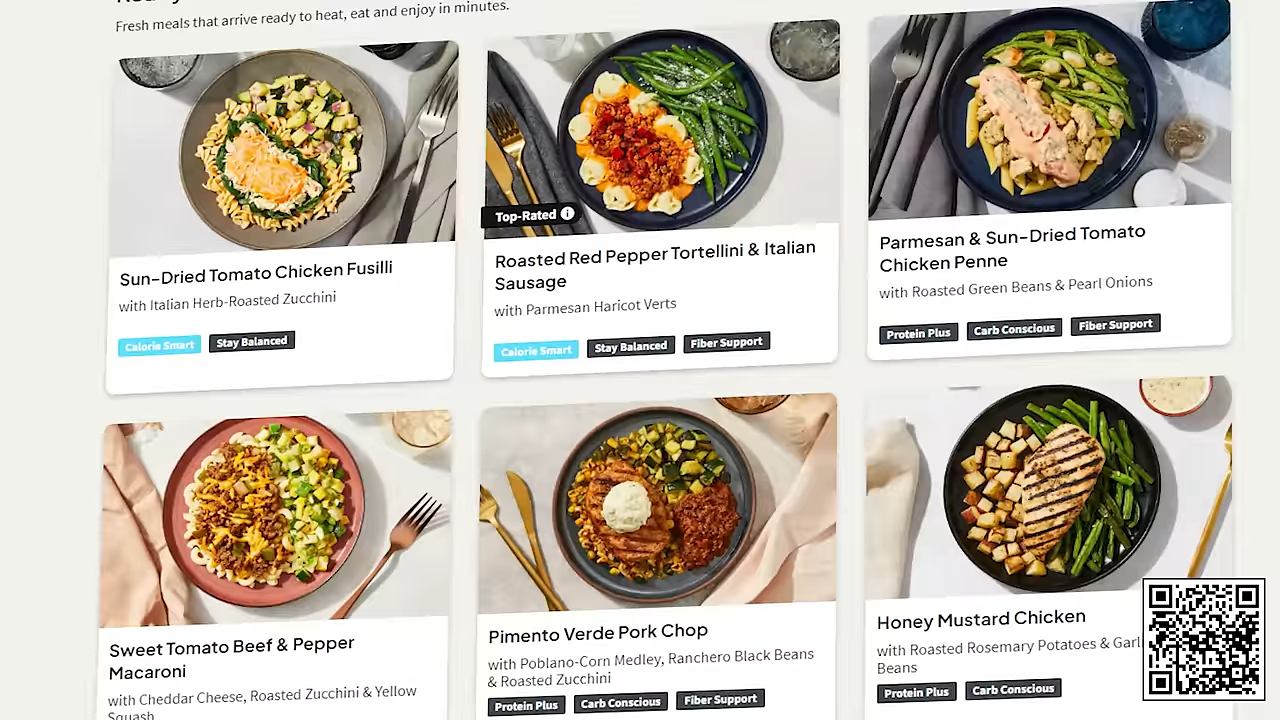 Fresh meals that arrive ready to heat, eat and enjoy in minutes.
Sun-Dried Tomato Chicken Fusilli
with Italian Herb-Roasted Zucchini
Calorie Smart
Stay Balanced
Top-Rated
Roasted Red Pepper Tortellini & Italian
Sausage
with Parmesan Haricot Verts
Calorie Smart
Stay Balanced
Fiber Support
Parmesan & Sun-Dried Tomato
Chicken Penne
with Roasted Green Beans & Pearl Onions
Protein Plus
Carb Conscious
Fiber Support
Sweet Tomato Beef & Pepper
Macaroni
with Cheddar Cheese, Roasted Zucchini & Yellow
Squash
Pimento Verde Pork Chop
with Poblano-Corn Medley, Ranchero Black Beans
& Roasted Zucchini
Protein Plus
Carb Conscious
Fiber Support
Honey Mustard Chicken
with Roasted Rosemary Potatoes &
Beans
Protein Plus
Carb Conscious